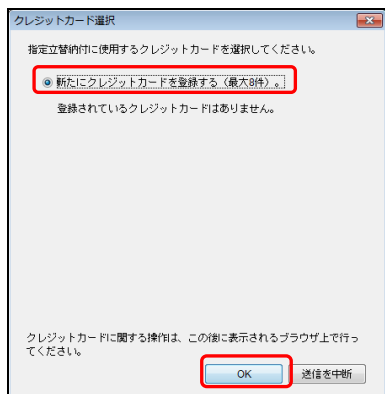 クレジットカード選択
指定立替納付に使用するクレジットカードを選択してください。
新たにクレジットカードを登録する（最大8件）。
登録されているクレジットカードはありません。
クレジットカードに関する操作は、この後に表示されるブラウザ上で行っ
てください。
OK 送信を中断